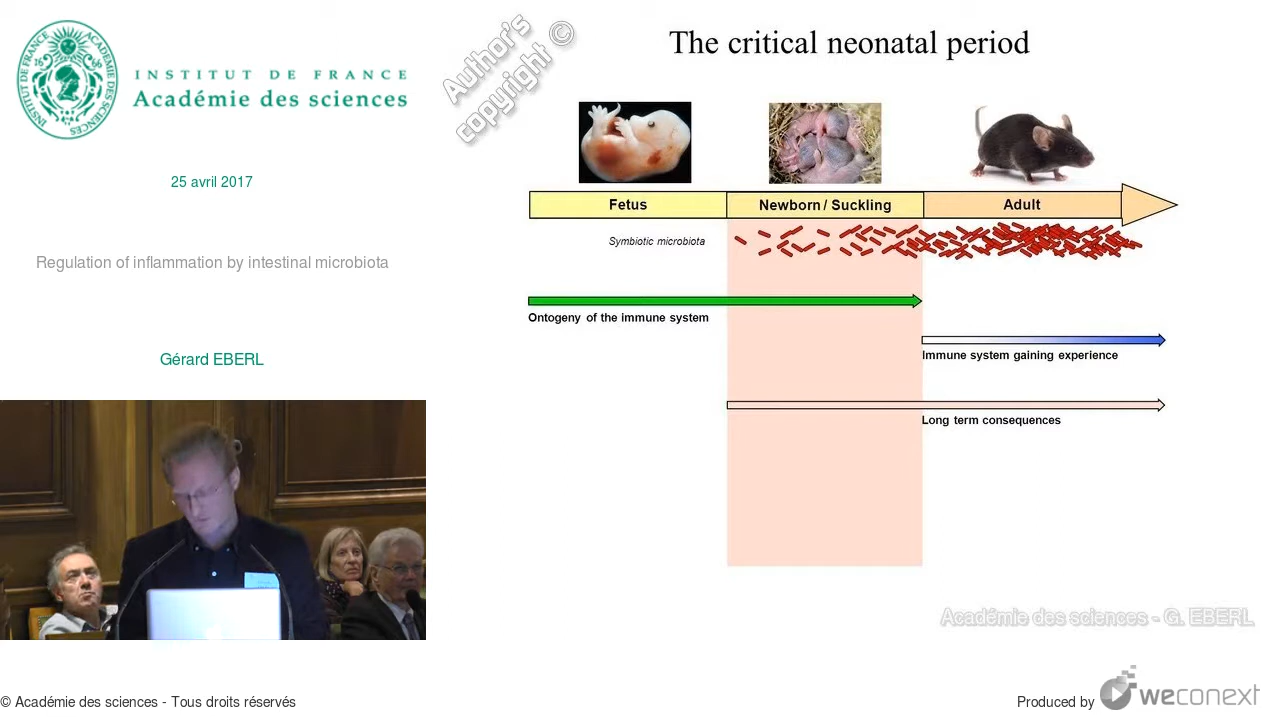 INSTITUT DE FRANCE
Académie des sciences
25 avril 2017
Regulation of inflammation by intestinal microbiota
Gérard EBERL
Author's
copyright ©
The critical neonatal period
Fetus
Newborn / Suckling
Adult
Symbiotic microbiota
Ontogeny of the immune system
Immune system gaining experience
Long term consequences
Académie des sciences - G. EBERL
© Académie des sciences - Tous droits réservés
Produced by
weconext